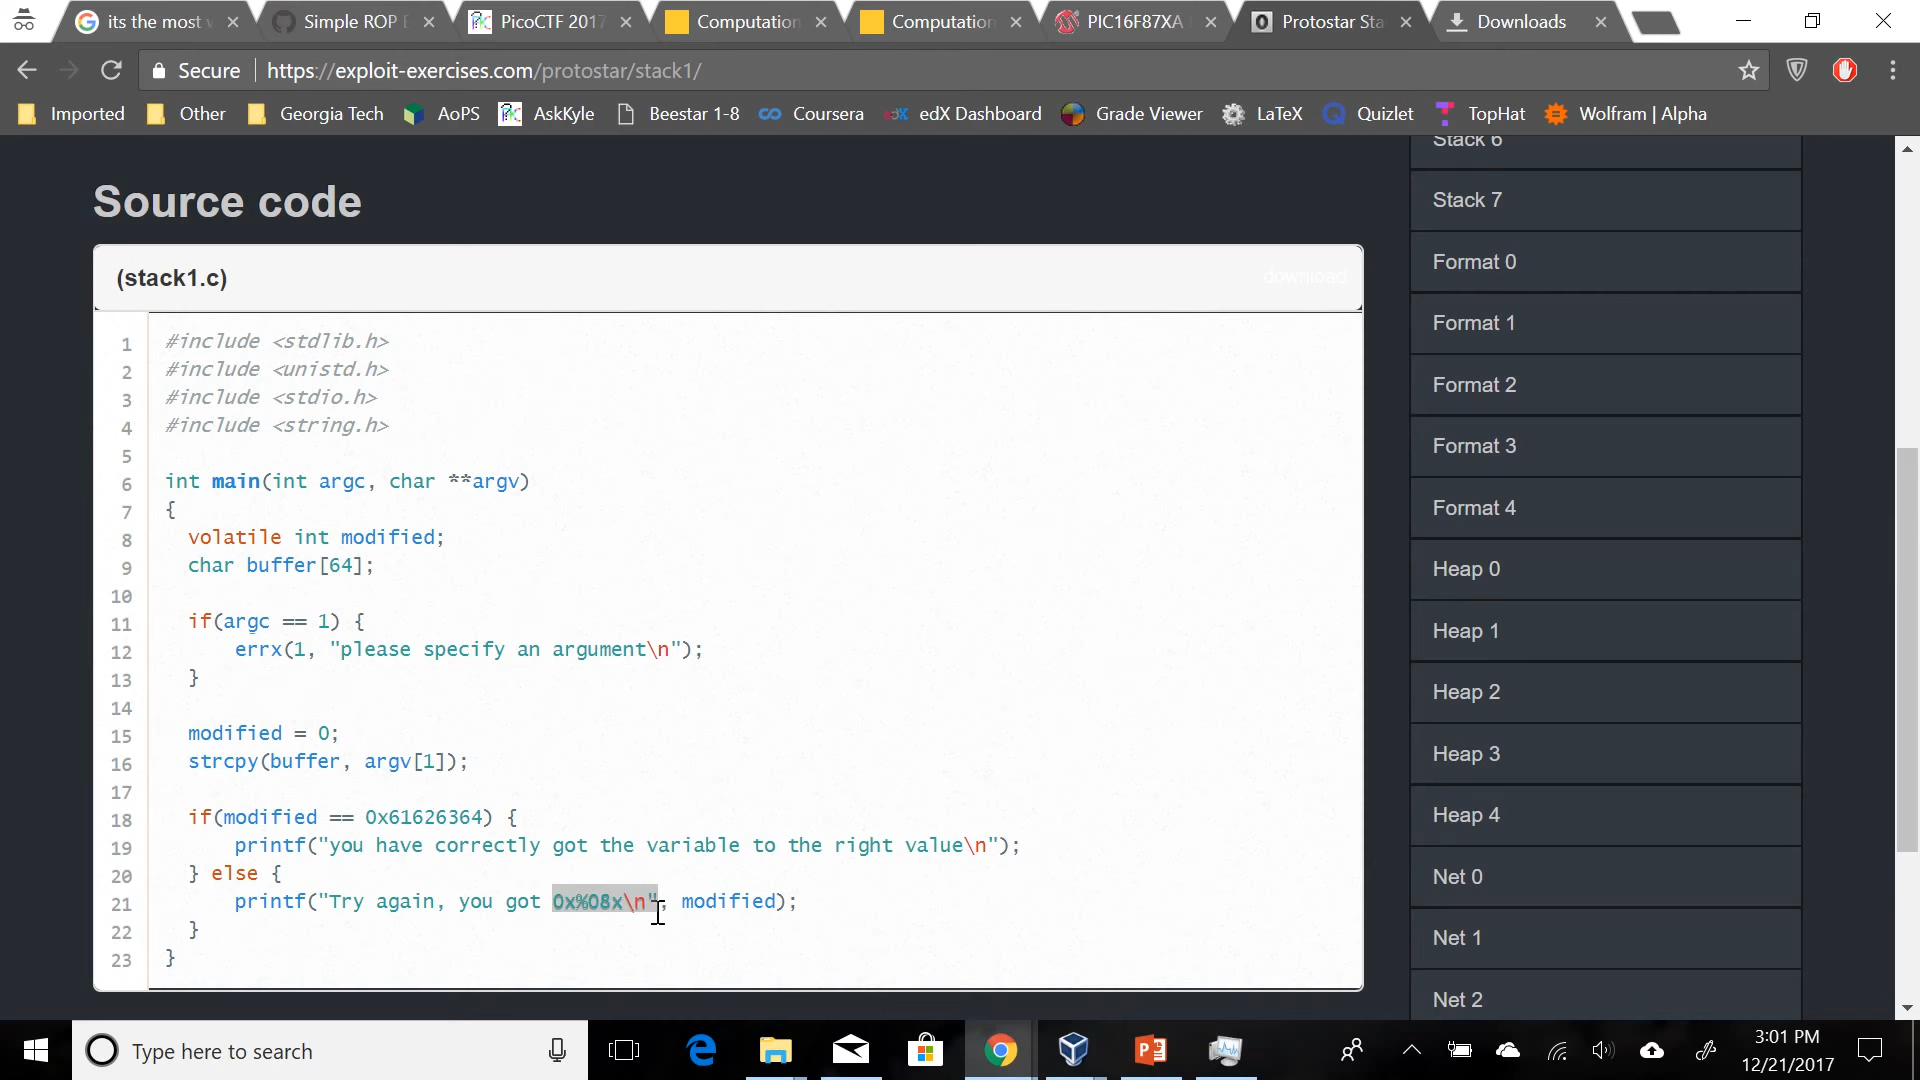 its the most
Simple ROP
PicoCTF 2017
Computation
Computation
PIC16F87XA
Protostar Sta
Downloads
Secure
https://exploit-exercises.com/protostar/stack1/
Imported
Other
Georgia Tech
AoPS
AskKyle
Beestar 1-8
Coursera
edX Dashboard
Grade Viewer
LaTeX
Quizlet
TopHat
Wolfram | Alpha
Source code
(stack1.c)
download
1 #include <stdlib.h>
2 #include <unistd.h>
3 #include <stdio.h>
4 #include <string.h>
5
6 int main(int argc, char **argv)
7 {
8 volatile int modified;
9 char buffer[64];
10
11 if(argc == 1) {
12 errx(1, "please specify an argument\n");
13 }
14
15 modified = 0;
16 strcpy(buffer, argv[1]);
17
18 if(modified == 0x61626364) {
19 printf("you have correctly got the variable to the right value\n");
20 } else {
21 printf("Try again, you got 0x%08x\n", modified);
22 }
23 }
Stack 6
Stack 7
Format 0
Format 1
Format 2
Format 3
Format 4
Heap 0
Heap 1
Heap 2
Heap 3
Heap 4
Net 0
Net 1
Net 2
Type here to search
3:01 PM
12/21/2017